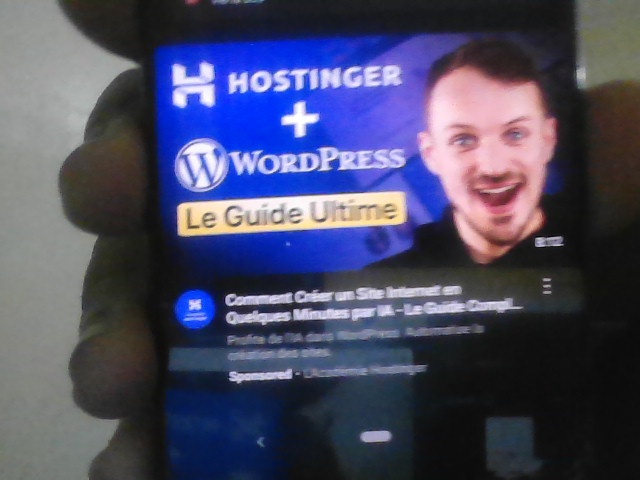 HOSTINGER
+
WORDPRESS
Le Guide Ultime
8:12
Comment Créer un Site Internet en
Quelques Minutes par IA - Le Guide Compl...
Profite de l'IA dans WordPress. Automatise la
création des sites.
Sponsored · L'Académie Hostinger